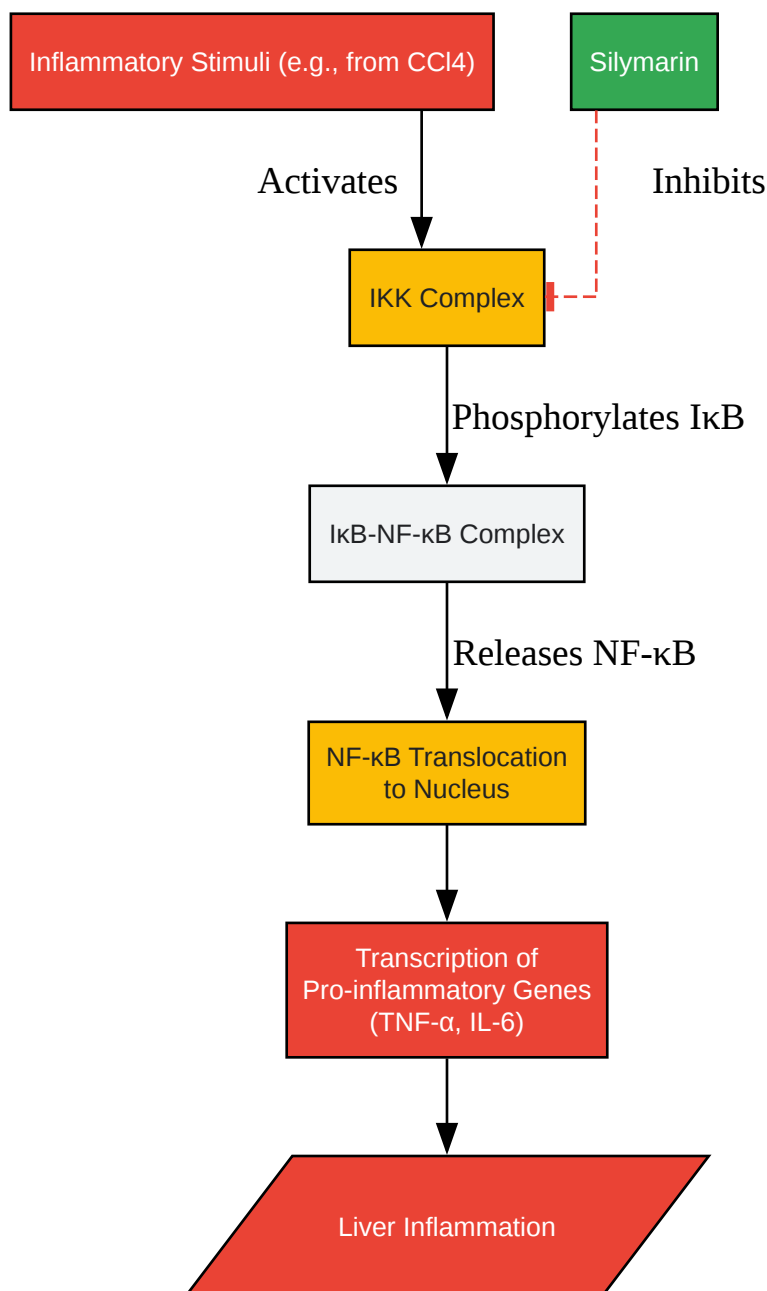 Inflammatory Stimuli (e.g., from CCl4)
Silymarin
Activates
Inhibits
IKK Complex
Phosphorylates IκB
IκB-NF-κB Complex
Releases NF-κB
NF-κB Translocation
to Nucleus
Transcription of
Pro-inflammatory Genes
(TNF-α, IL-6)
Liver Inflammation